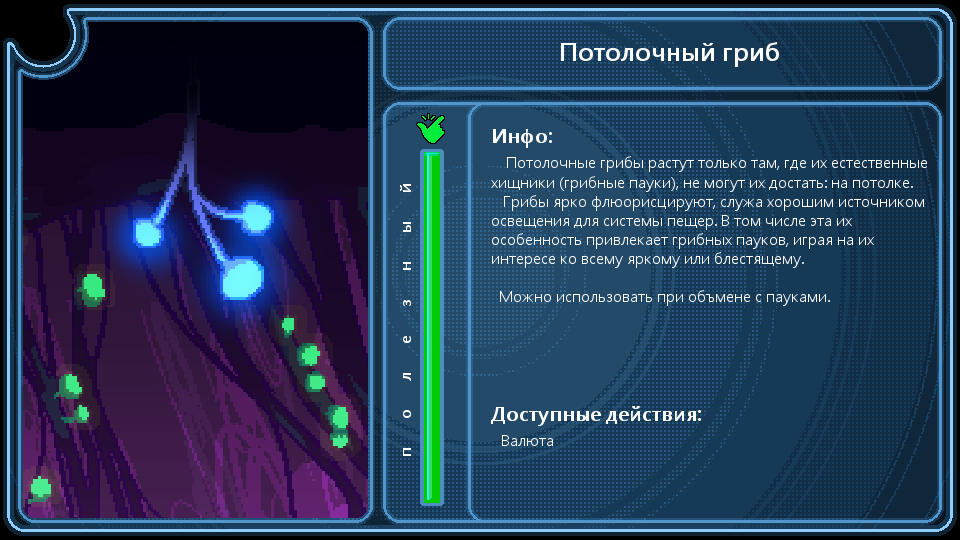 Потолочный гриб
Инфо:
Потолочные грибы растут только там, где их естественные
хищники (грибные пауки), не могут их достать: на потолке.
Грибы ярко флюорисцируют, служа хорошим источником
освещения для системы пещер. В том числе эта их
особенность привлекает грибных пауков, играя на их
интересе ко всему яркому или блестящему.
Можно использовать при объмене с пауками.
Доступные действия:
Валюта
Полезный